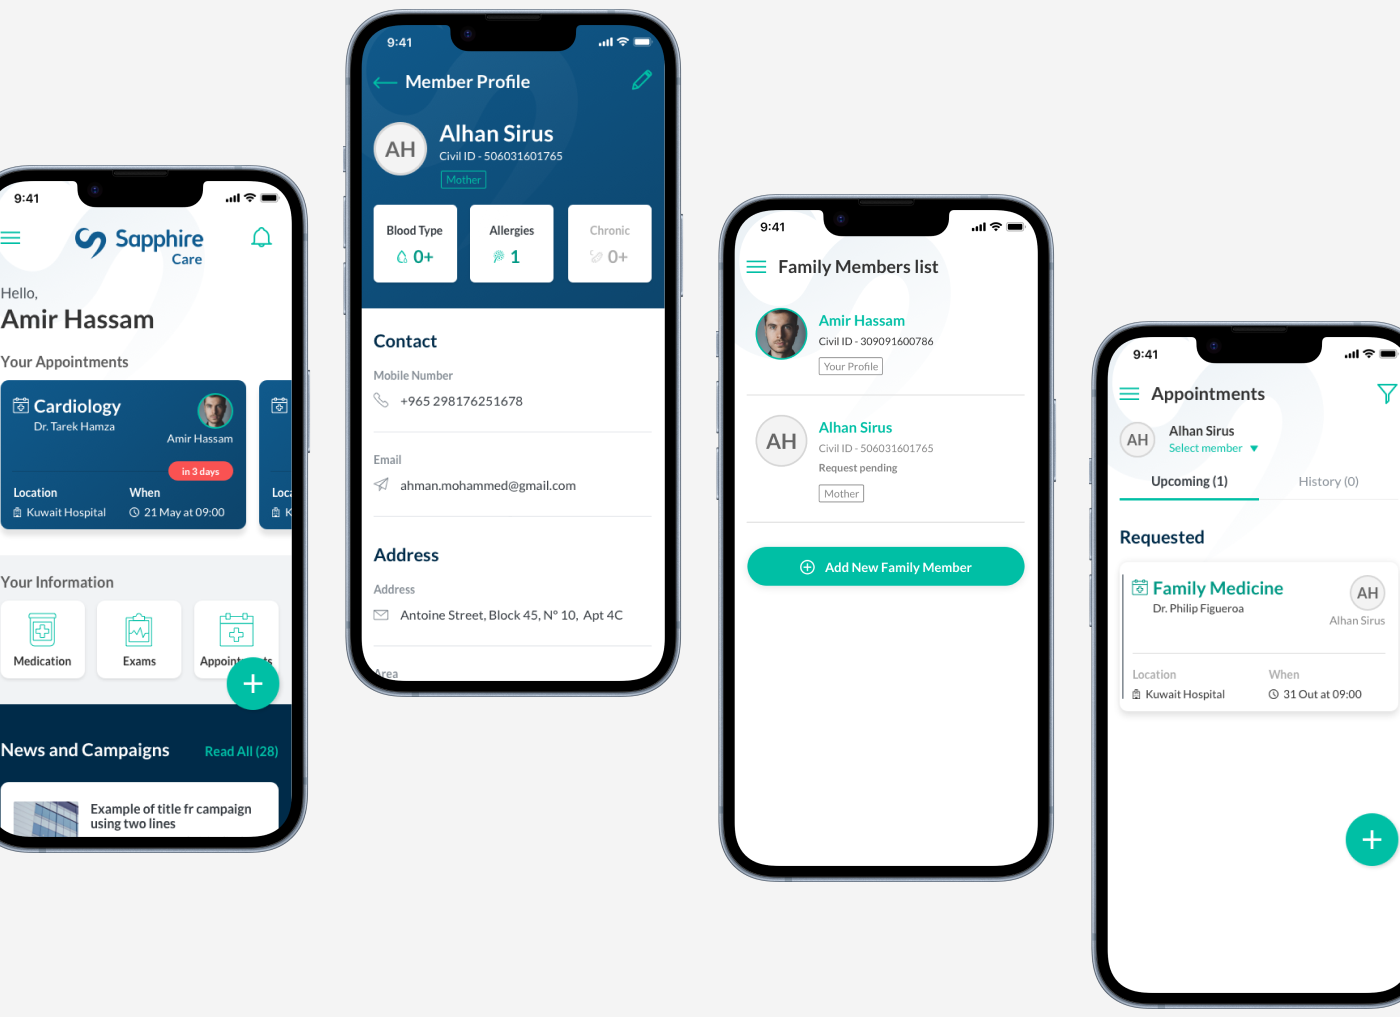 9:41
Sapphire
Care
Hello,
Amir Hassam
Your Appointments
Cardiology
Dr. Tarek Hamza
Amir Hassam
in 3 days
Location
When
Kuwait Hospital
21 May at 09:00
Your Information
Medication
Exams
News and Campaigns
Read All (28)
Example of title fr campaign
using two lines
9:41
Member Profile
AH
Alhan Sirus
Civil ID - 506031601765
Mother
Blood Type
0+
Allergies
1
Chronic
0+
Contact
Mobile Number
+965 298176251678
Email
ahman.mohammed@gmail.com
Address
Address
Antoine Street, Block 45, Nº 10, Apt 4C
Area
9:41
Family Members list
Amir Hassam
Civil ID - 309091600786
Your Profile
AH
Alhan Sirus
Civil ID - 506031601765
Request pending
Mother
Add New Family Member
9:41
Appointments
AH
Alhan Sirus
Select member
Upcoming (1)
History (0)
Requested
Family Medicine
Dr. Philip Figueroa
AH
Alhan Sirus
Location
When
Kuwait Hospital
31 Out at 09:00